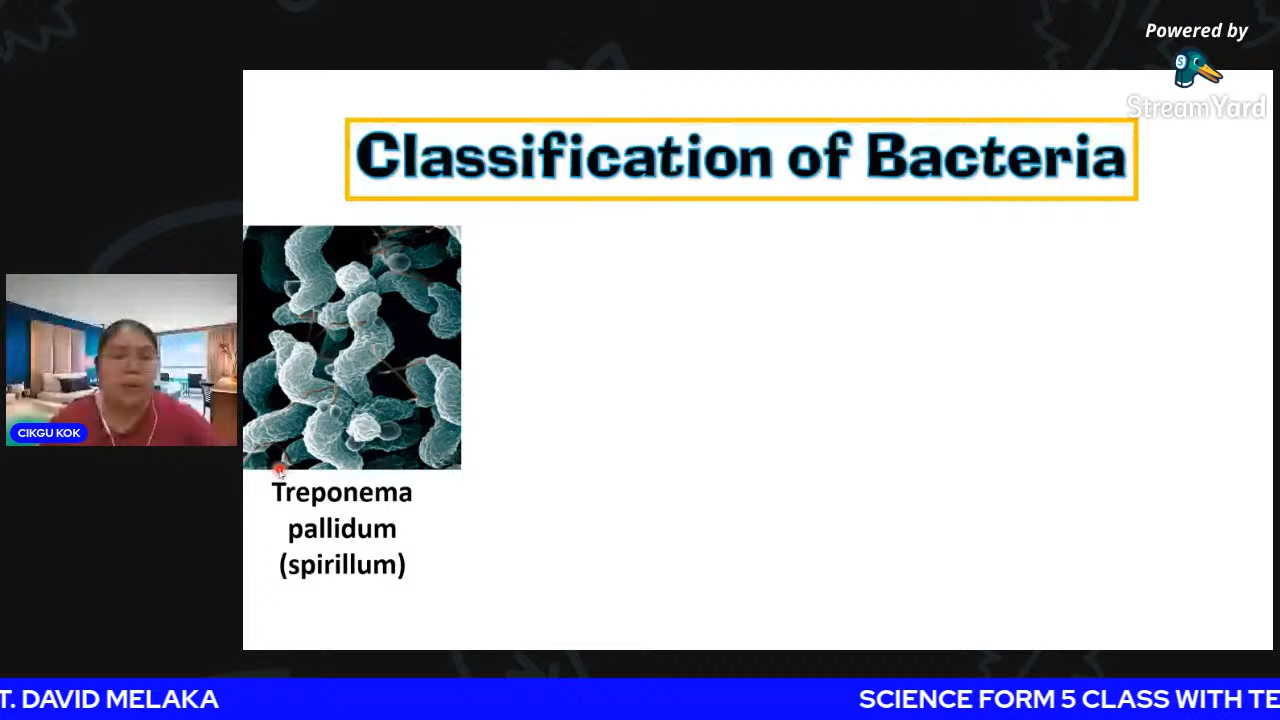 Powered by
StreamYard
Classification of Bacteria
CIKGU KOK
Treponema
pallidum
(spirillum)
T. DAVID MELAKA
SCIENCE FORM 5 CLASS WITH TE